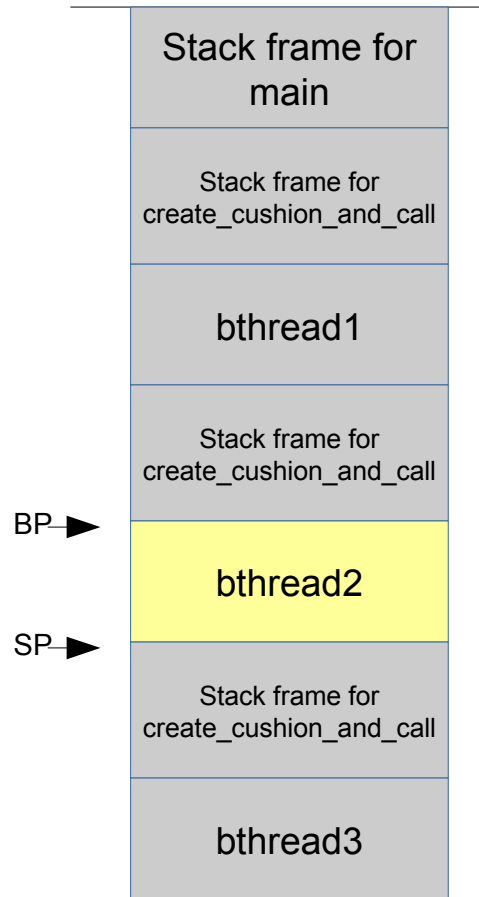 Stack frame for
main
Stack frame for
create_cushion_and_call
bthread1
Stack frame for
create_cushion_and_call
BP
bthread2
SP
Stack frame for
create_cushion_and_call
bthread3